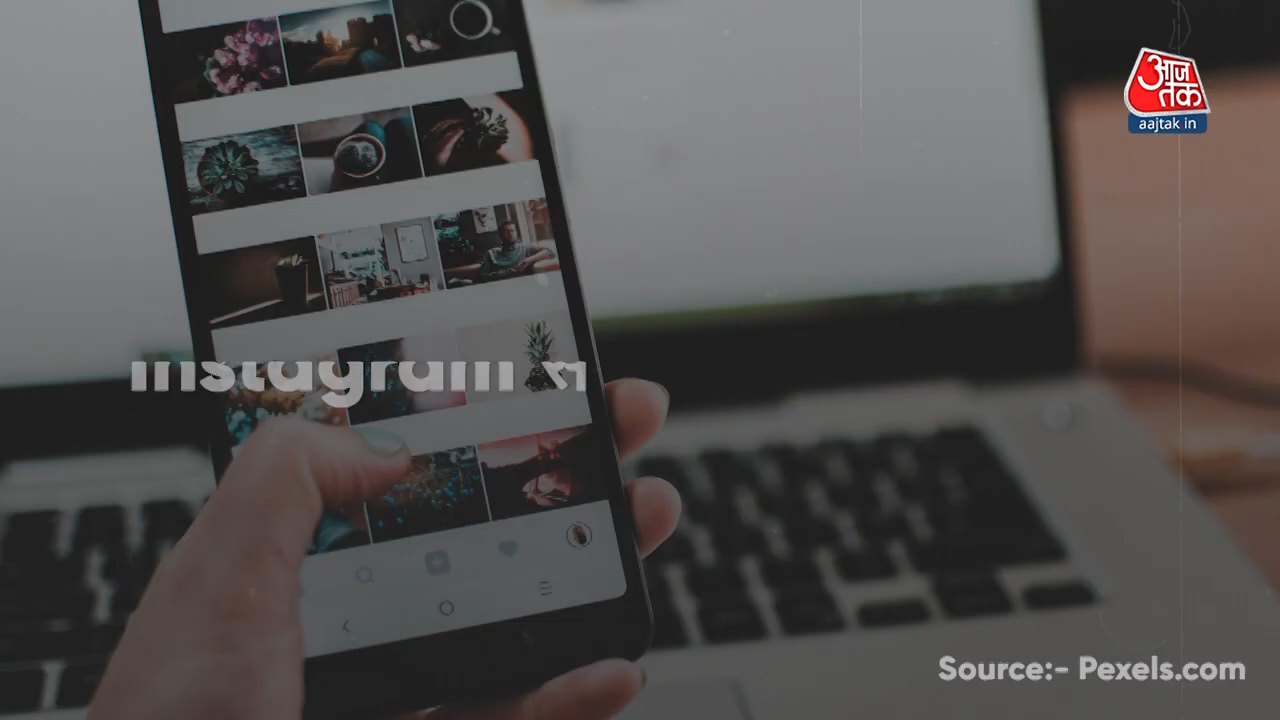 आज
तक
aajtak in
Instagram
Source:- Pexels.com